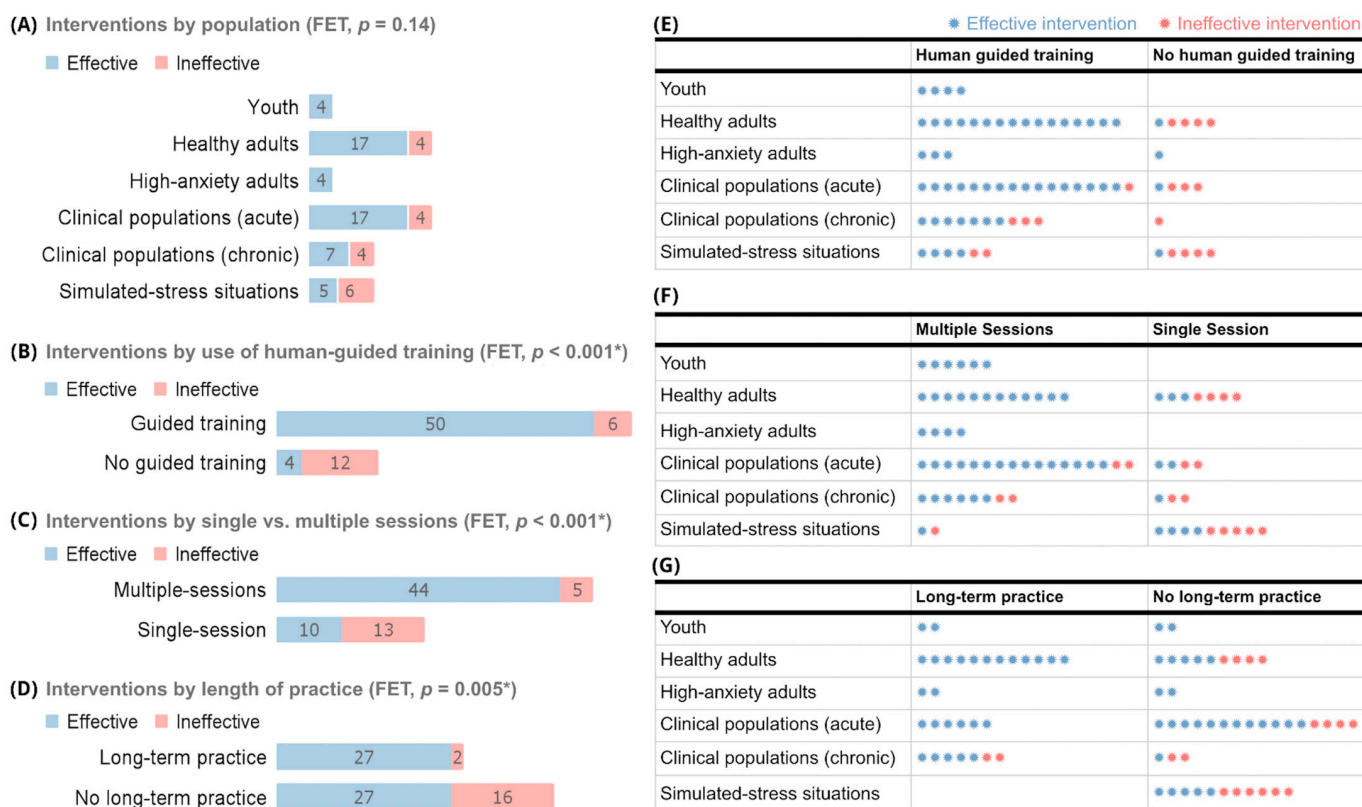 (A) Interventions by population (FET, p = 0.14)
Effective Ineffective
Youth 4
Healthy adults 17 4
High-anxiety adults 4
Clinical populations (acute) 17 4
Clinical populations (chronic) 7 4
Simulated-stress situations 5 6
(B) Interventions by use of human-guided training (FET, p < 0.001*)
Effective Ineffective
Guided training 50 6
No guided training 4 12
(C) Interventions by single vs. multiple sessions (FET, p < 0.001*)
Effective Ineffective
Multiple-sessions 44 5
Single-session 10 13
(D) Interventions by length of practice (FET, p = 0.005*)
Effective Ineffective
Long-term practice 27 2
No long-term practice 27 16
(E) Effective intervention Ineffective intervention
Human guided training No human guided training
Youth
Healthy adults
High-anxiety adults
Clinical populations (acute)
Clinical populations (chronic)
Simulated-stress situations
(F)
Multiple Sessions Single Session
Youth
Healthy adults
High-anxiety adults
Clinical populations (acute)
Clinical populations (chronic)
Simulated-stress situations
(G)
Long-term practice No long-term practice
Youth
Healthy adults
High-anxiety adults
Clinical populations (acute)
Clinical populations (chronic)
Simulated-stress situations